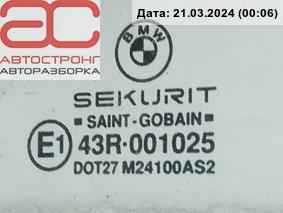 Дата: 21.03.2024 (00:06)
АС
АВТОСТРОНГ
АВТОРАЗБОРКА
BMW
SEKURIT
SAINT-GOBAIN
E1 43R-001025
DOT27 M24100AS2